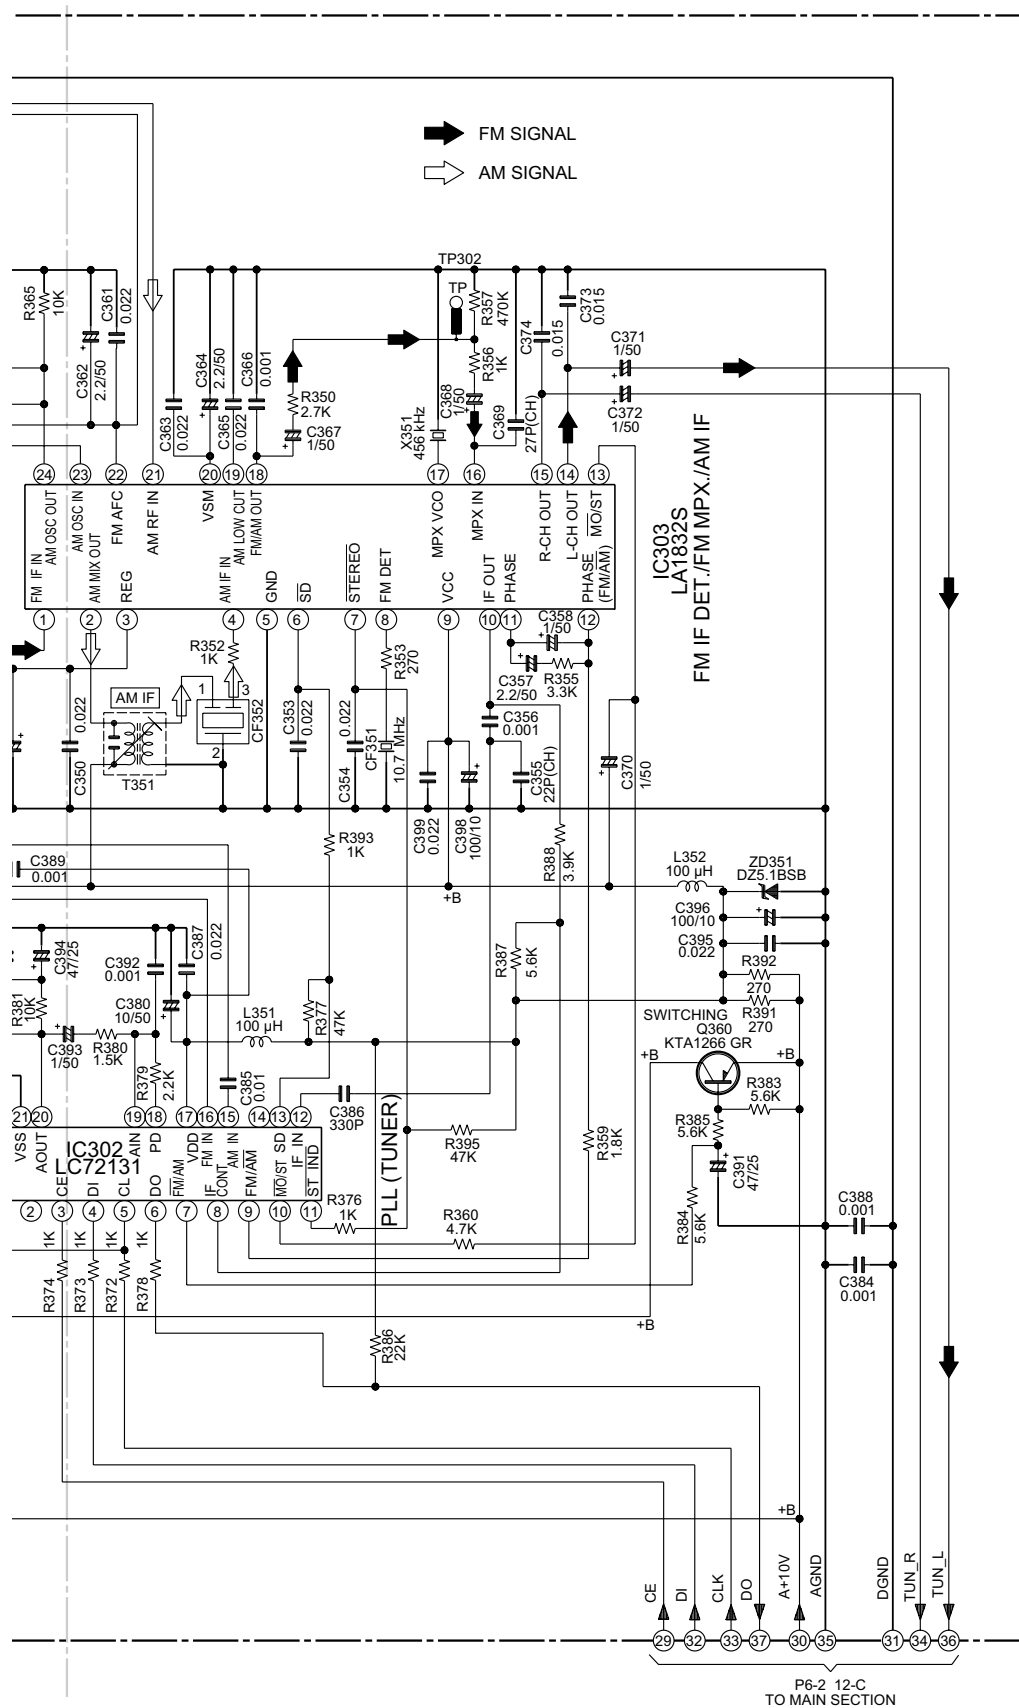 FM SIGNAL
AM SIGNAL
TP302
TP
R365
10K
C362
2.2/50
C361
0.022
C363
0.022
C364
2.2/50
C365
0.022
C366
0.001
R350
2.7K
C367
1/50
X351
456 kHz
R357
470K
R356
1K
C368
1/50
C369
27P(CH)
C374
0.015
C373
0.015
C371
1/50
C372
1/50
24
23
22
21
20
19
18
17
16
15
14
13
AM OSC OUT
AM OSC IN
FM AFC
AM RF IN
VSM
AM LOW CUT
FM/AM OUT
MPX VCO
MPX IN
R-CH OUT
L-CH OUT
MO/ST
FM IF IN
AM MIX OUT
REG
AM IF IN
GND
SD
STEREO
FM DET
VCC
IF OUT
PHASE
PHASE
(FM/AM)
1
2
3
4
5
6
7
8
9
10
11
12
IC303
LA1832S
FM IF DET./FM MPX./AM IF
R352
1K
AM IF
T351
1
3
2
CF352
0.022
C350
C353
0.022
0.022
C354
R353
270
CF351
10.7 MHz
C358
1/50
C357
2.2/50
R355
3.3K
C356
0.001
C355
22P(CH)
C370
1/50
C399
0.022
C398
100/10
R393
1K
R388
3.9K
C389
0.001
+B
L352
100 µH
ZD351
DZ5.1BSB
C396
100/10
C395
0.022
R392
270
R391
270
C394
47/25
C392
0.001
C387
0.022
C380
10/50
R381
10K
C393
1/50
R380
1.5K
R379
2.2K
L351
100 µH
R377
47K
R387
5.6K
C385
0.01
C386
330P
SWITCHING
Q360
KTA1266 GR
+B
+B
R383
5.6K
R385
5.6K
C391
47/25
R395
47K
R359
1.8K
PLL (TUNER)
21
20
19
18
17
16
15
14
13
12
VSS
AOUT
AIN
PD
VDD
FM IN
AM IN
SD
IF IN
IC302
LC72131
CE
DI
CL
DO
FM/AM
IF
CONT
FM/AM
MO/ST
ST IND
2
3
4
5
6
7
8
9
10
11
R376
1K
R360
4.7K
R384
5.6K
C388
0.001
C384
0.001
R374
1K
R373
1K
R372
1K
R378
1K
R386
22K
+B
+B
CE
DI
CLK
DO
A+10V
AGND
DGND
TUN_R
TUN_L
29
32
33
37
30
35
31
34
36
P6-2 12-C
TO MAIN SECTION